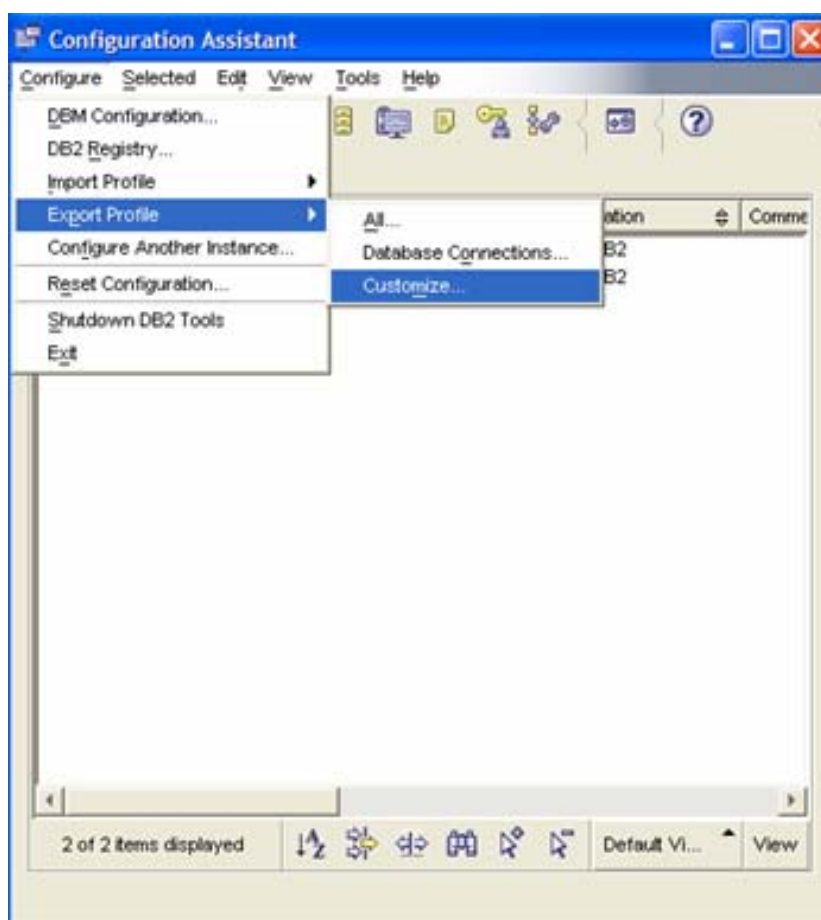 Configuration Assistant
Configure Selected Edit View Tools Help
DBM Configuration...
DB2 Registry...
Import Profile
Export Profile
Configure Another Instance...
Reset Configuration...
Shutdown DB2 Tools
Exit
All...
Database Connections...
Customize...
ation Comme
B2
B2
2 of 2 items displayed Default Vi... View